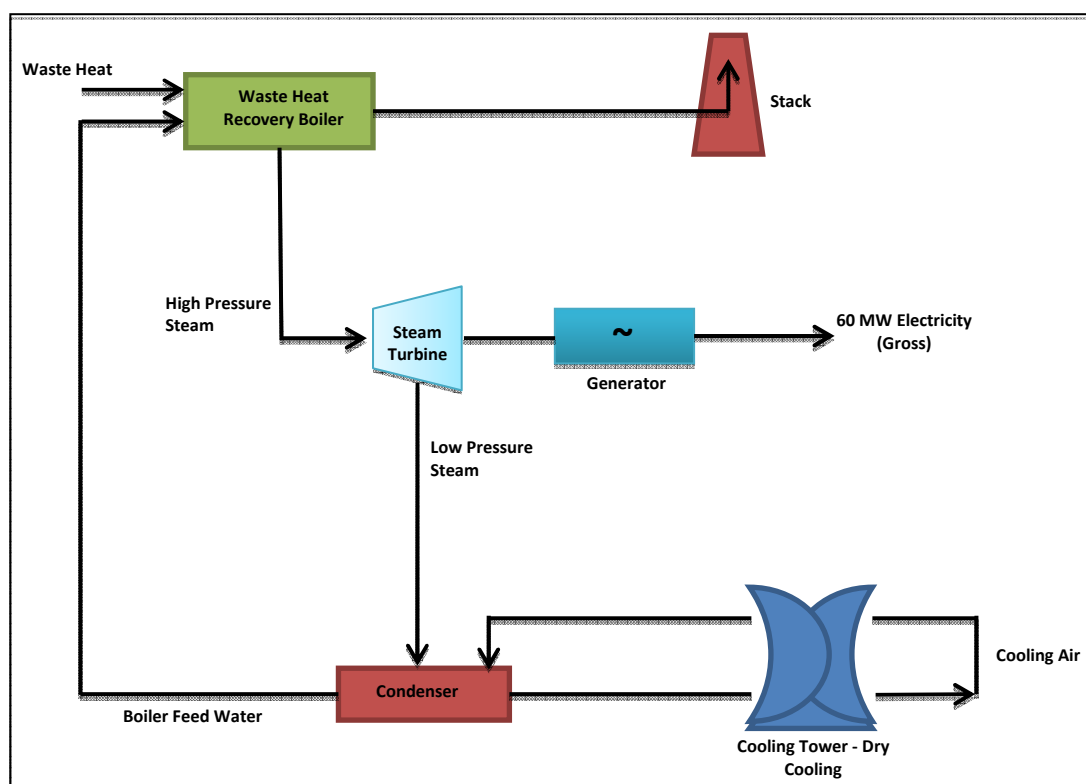 Waste Heat
Waste Heat
Recovery Boiler
Stack
High Pressure
Steam
Steam
Turbine
~
Generator
60 MW Electricity
(Gross)
Low Pressure
Steam
Cooling Air
Condenser
Boiler Feed Water
Cooling Tower - Dry
Cooling